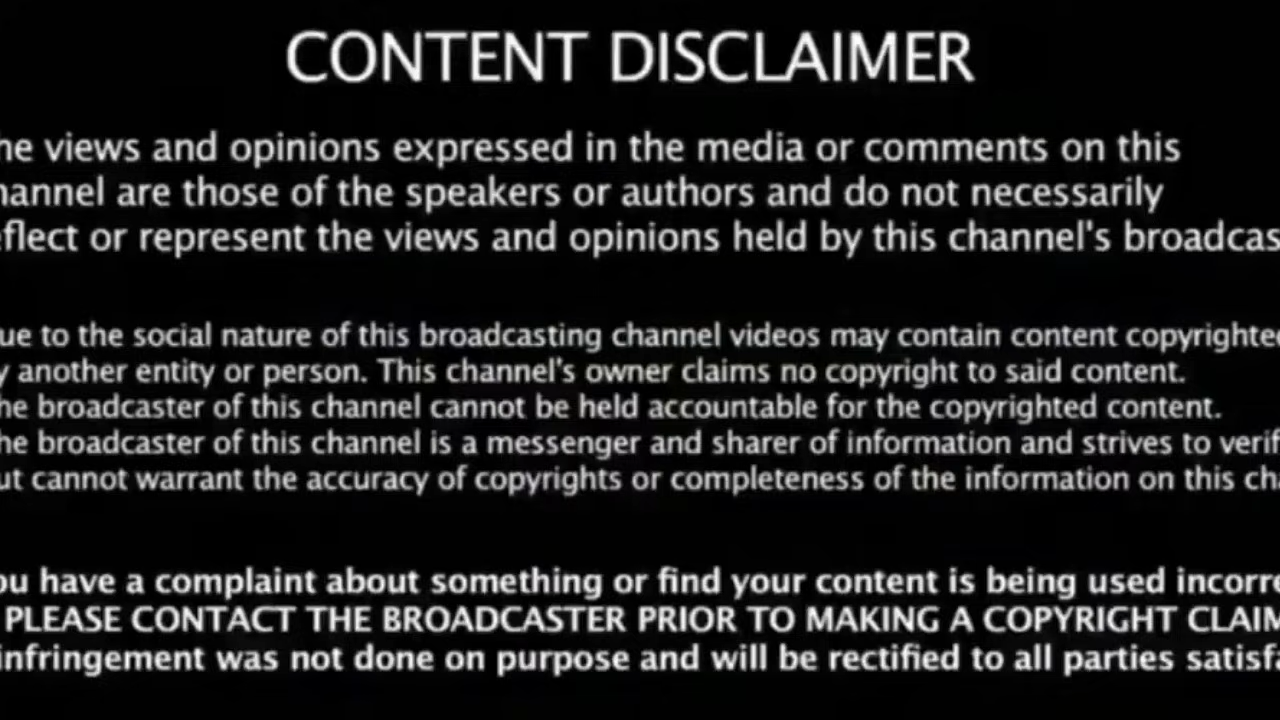 CONTENT DISCLAIMER
he views and opinions expressed in the media or comments on this
hannel are those of the speakers or authors and do not necessarily
eflect or represent the views and opinions held by this channel's broadcas
ue to the social nature of this broadcasting channel videos may contain content copyrighted
y another entity or person. This channel's owner claims no copyright to said content.
he broadcaster of this channel cannot be held accountable for the copyrighted content.
he broadcaster of this channel is a messenger and sharer of information and strives to verif
ut cannot warrant the accuracy of copyrights or completeness of the information on this cha
ou have a complaint about something or find your content is being used incorre
PLEASE CONTACT THE BROADCASTER PRIOR TO MAKING A COPYRIGHT CLAIM
infringement was not done on purpose and will be rectified to all parties satisfa